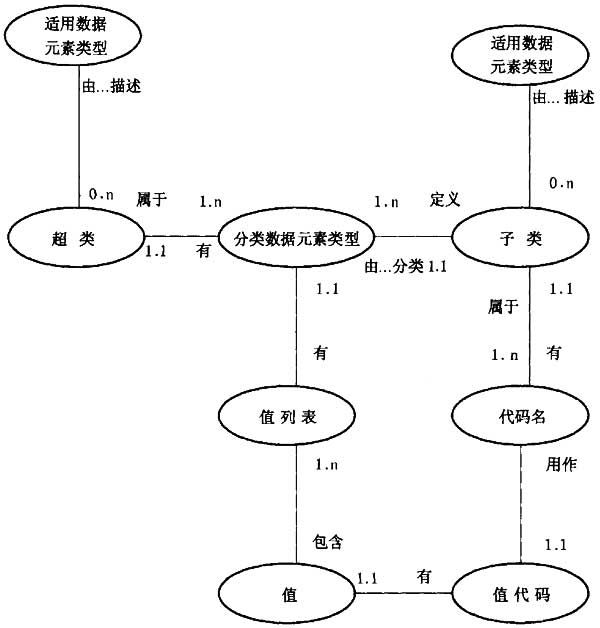 适用数据
元素类型
适用数据
元素类型
由...描述
由...描述
0.n
属于
1.n
1.n
定义
0.n
超 类
分类数据元素类型
子 类
1.1
有
由...分类1.1
1.1
1.1
属于
有
1.n
有
值列表
代码名
1.n
用作
包含
1.1
1.1
有
值
值代码